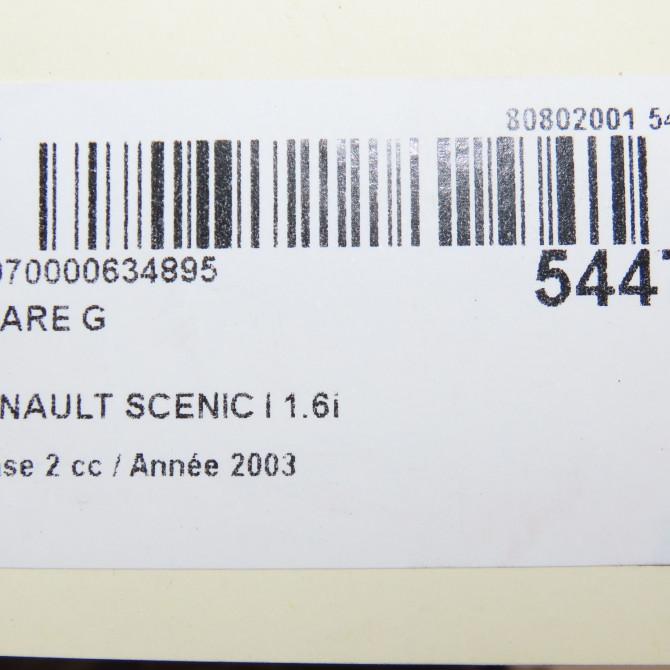 80802001 54
070000634895
5447
ARE G
NAULT SCENIC I 1.6i
se 2 cc / Année 2003